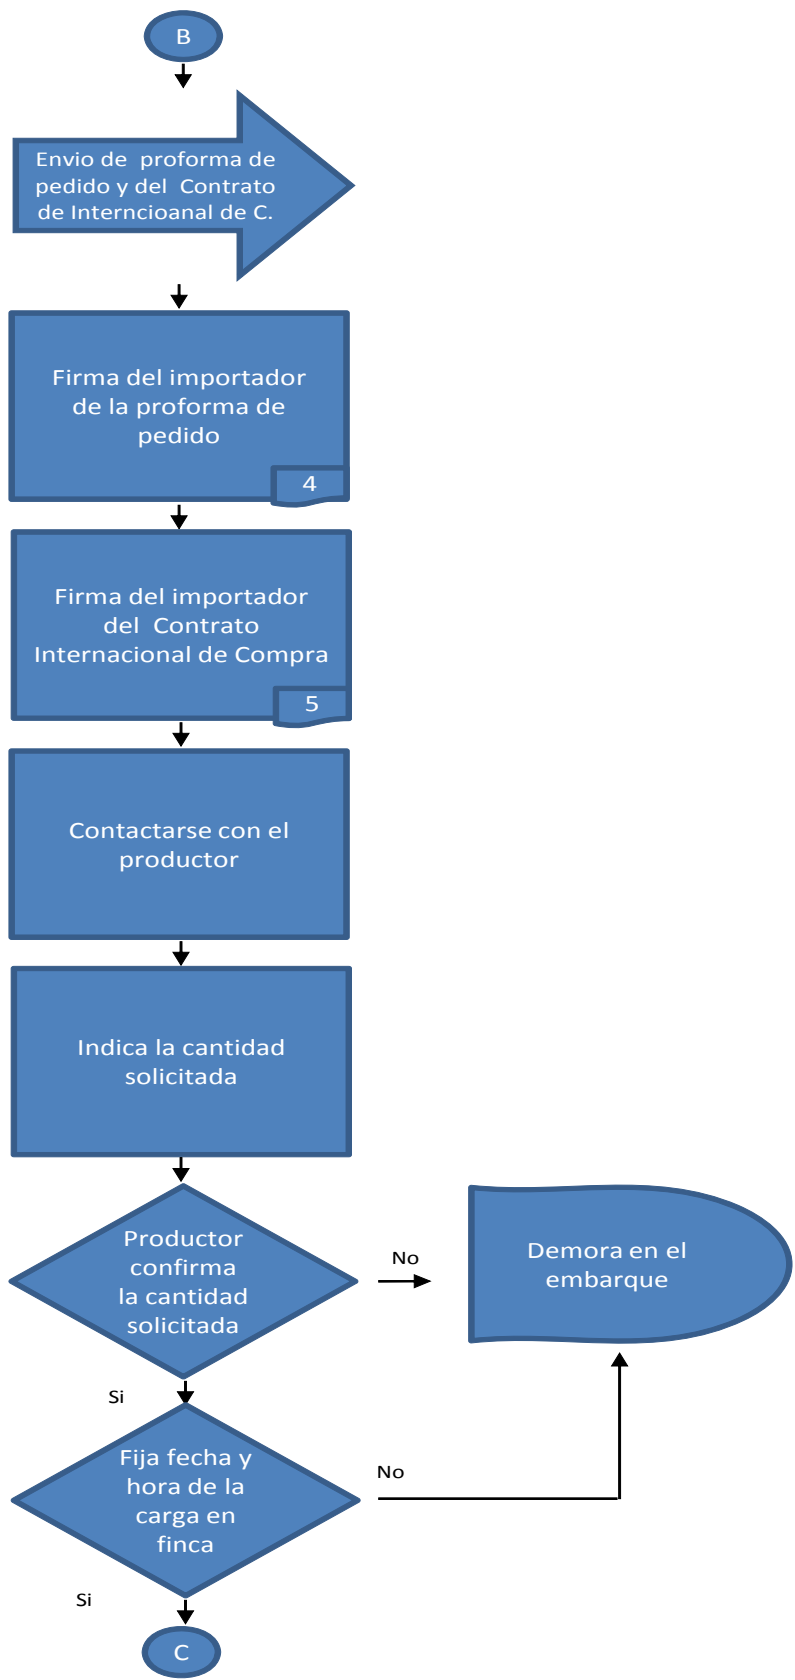 B
Envio de proforma de
pedido y del Contrato
de Interncioanal de C.
Firma del importador
de la proforma de
pedido
4
Firma del importador
del Contrato
Internacional de Compra
5
Contactarse con el
productor
Indica la cantidad
solicitada
Productor
confirma
la cantidad
solicitada
No
Demora en el
embarque
Si
Fija fecha y
hora de la
carga en
finca
No
Si
C